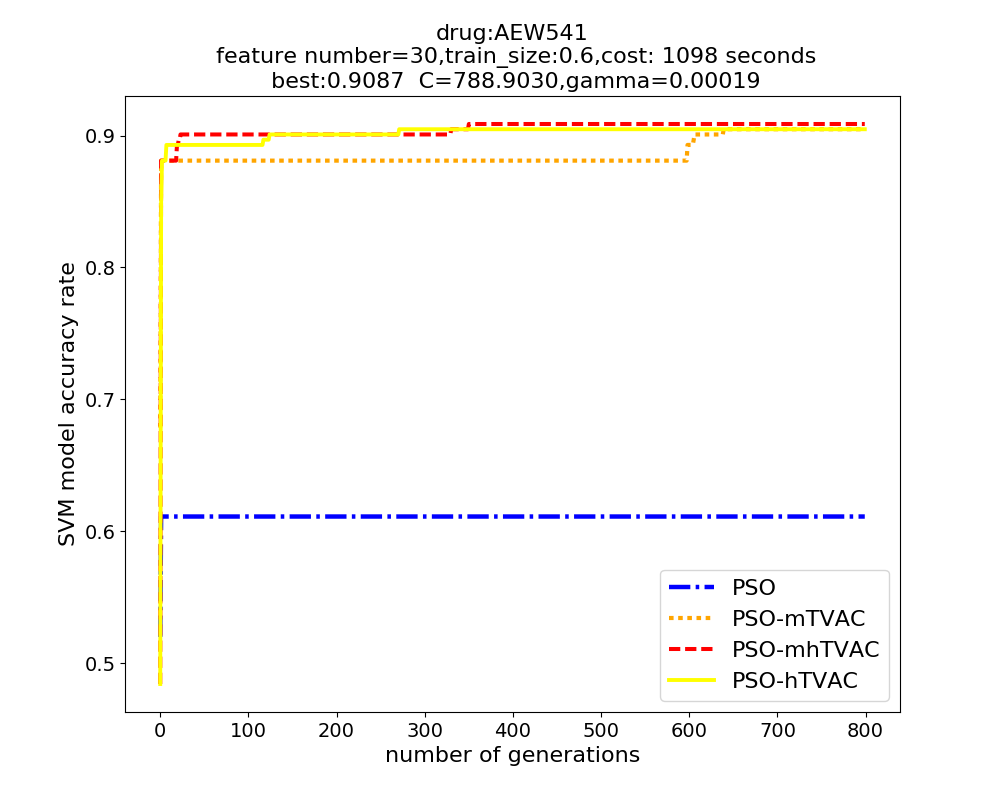 drug:AEW541
feature number=30,train_size:0.6,cost: 1098 seconds
best:0.9087  C=788.9030,gamma=0.00019
SVM model accuracy rate
0.9
0.8
0.7
0.6
0.5
PSO
PSO-mTVAC
PSO-mhTVAC
PSO-hTVAC
0 100 200 300 400 500 600 700 800
number of generations